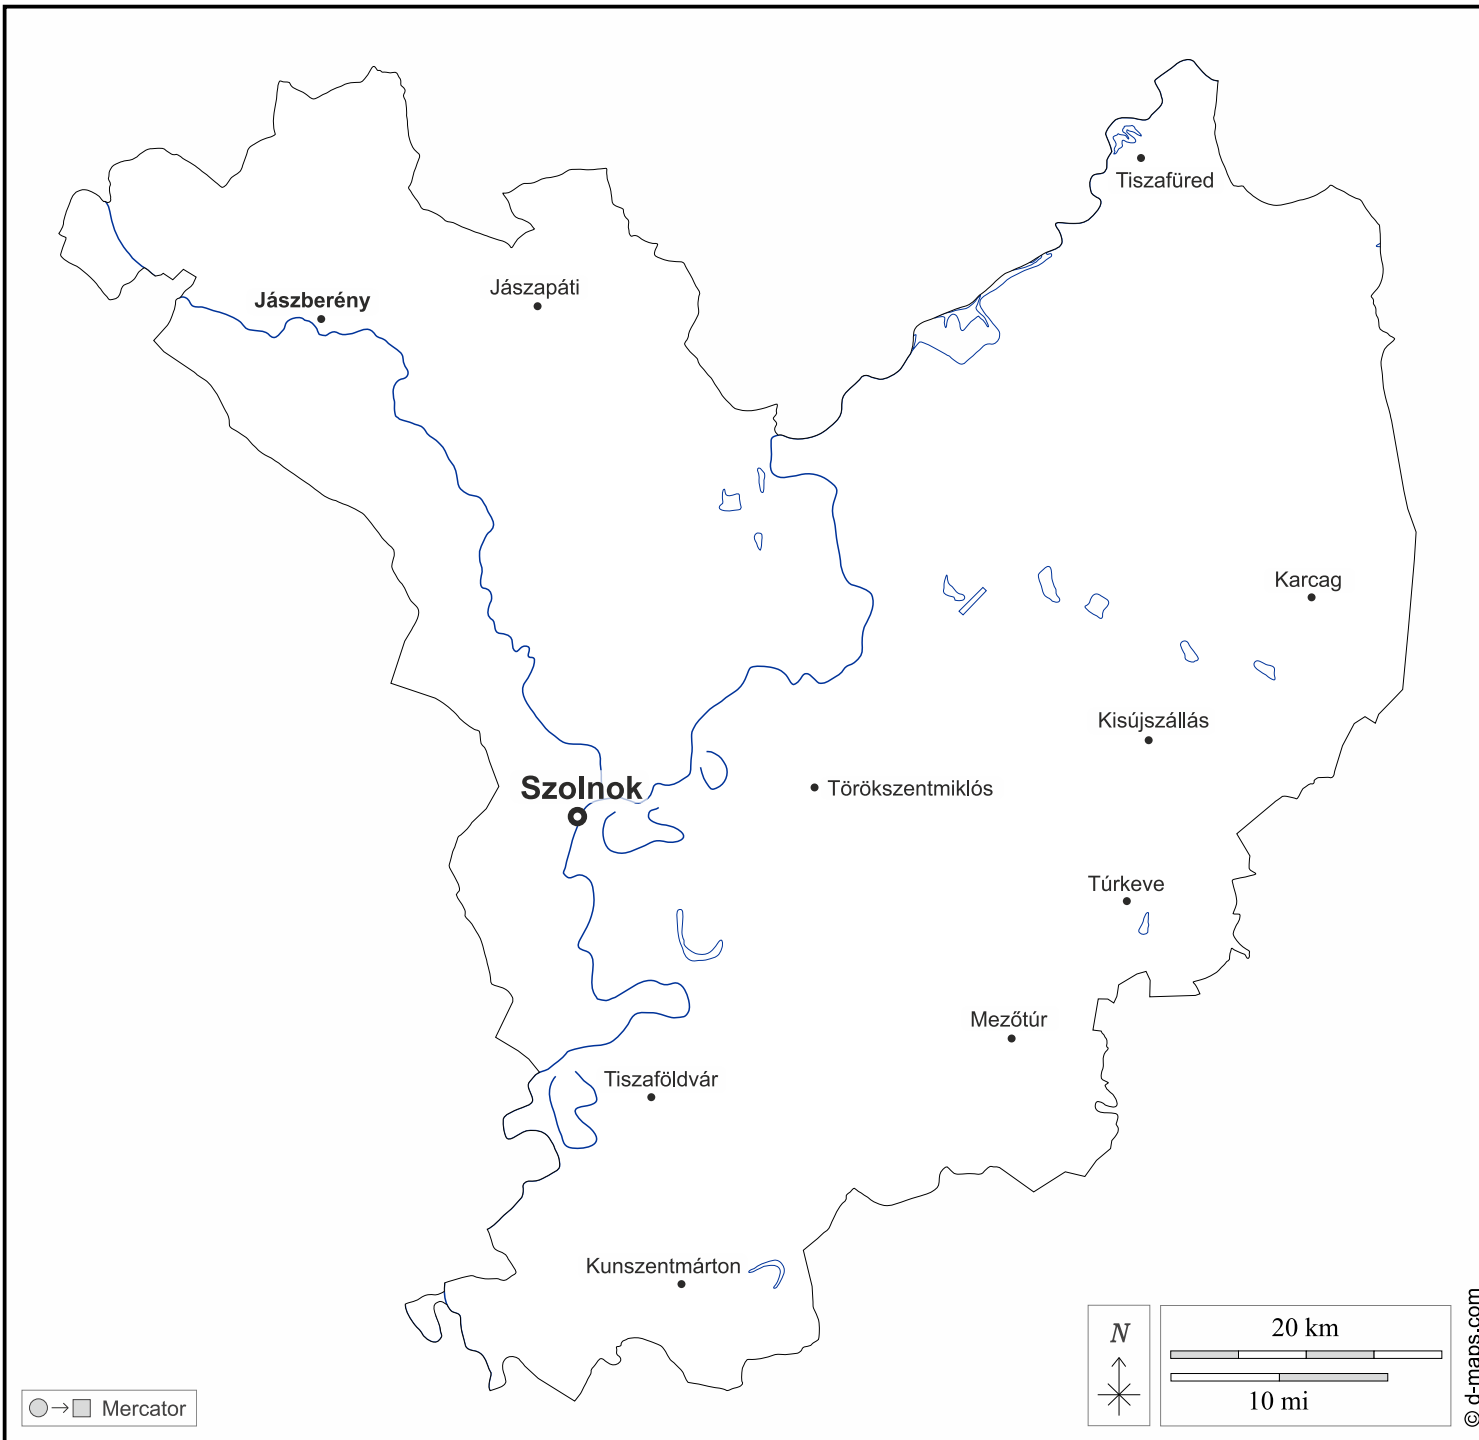 Tiszafüred
Jászapáti
Jászberény
Karcag
Kisújszállás
Szolnok
Törökszentmiklós
Túrkeve
Mezőtúr
Tiszaföldvár
Kunszentmárton
N
20 km
10 mi
Mercator
© d-maps.com